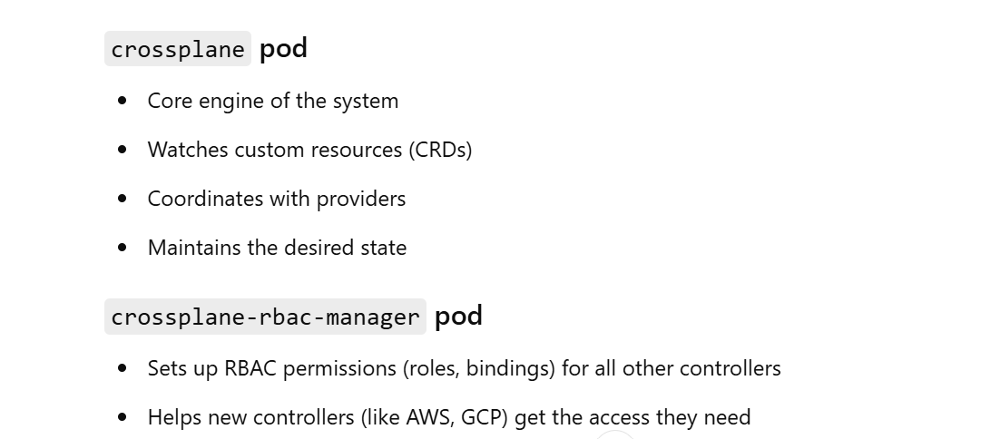 crossplane pod
Core engine of the system
Watches custom resources (CRDs)
Coordinates with providers
Maintains the desired state
crossplane-rbac-manager pod
Sets up RBAC permissions (roles, bindings) for all other controllers
Helps new controllers (like AWS, GCP) get the access they need